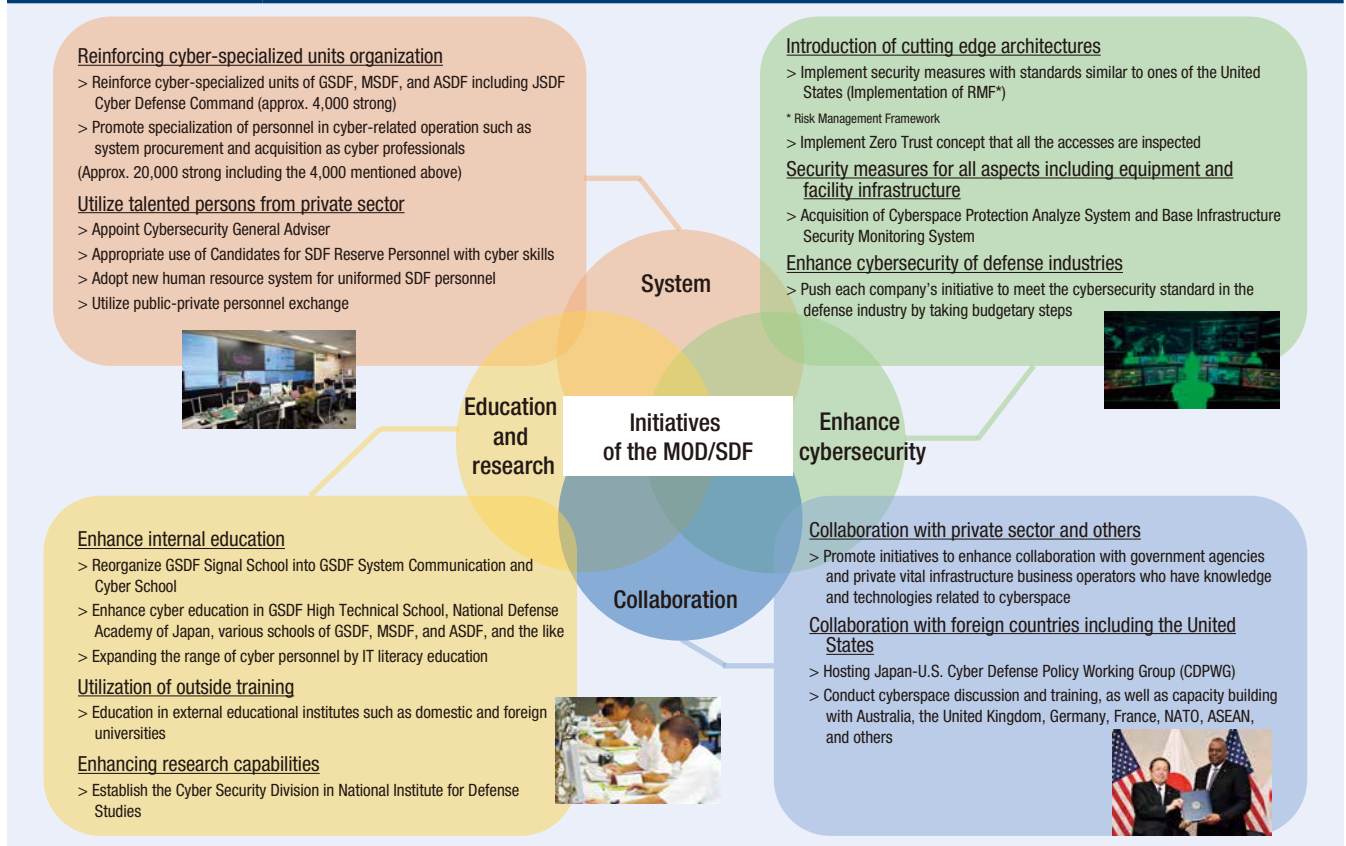 Reinforcing cyber-specialized units organization
> Reinforce cyber-specialized units of GSDF, MSDF, and ASDF including JSDF
Cyber Defense Command (approx. 4,000 strong)
> Promote specialization of personnel in cyber-related operation such as
system procurement and acquisition as cyber professionals
(Approx. 20,000 strong including the 4,000 mentioned above)
Utilize talented persons from private sector
> Appoint Cybersecurity General Adviser
> Appropriate use of Candidates for SDF Reserve Personnel with cyber skills
> Adopt new human resource system for uniformed SDF personnel
> Utilize public-private personnel exchange
Introduction of cutting edge architectures
> Implement security measures with standards similar to ones of the United
States (Implementation of RMF*)
* Risk Management Framework
> Implement Zero Trust concept that all the accesses are inspected
Security measures for all aspects including equipment and
facility infrastructure
> Acquisition of Cyberspace Protection Analyze System and Base Infrastructure
Security Monitoring System
Enhance cybersecurity of defense industries
> Push each company's initiative to meet the cybersecurity standard in the
defense industry by taking budgetary steps
System
Education
and
research
Initiatives
of the MOD/SDF
Enhance
cybersecurity
Collaboration
Enhance internal education
> Reorganize GSDF Signal School into GSDF System Communication and
Cyber School
> Enhance cyber education in GSDF High Technical School, National Defense
Academy of Japan, various schools of GSDF, MSDF, and ASDF, and the like
> Expanding the range of cyber personnel by IT literacy education
Utilization of outside training
> Education in external educational institutes such as domestic and foreign
universities
Enhancing research capabilities
> Establish the Cyber Security Division in National Institute for Defense
Studies
Collaboration with private sector and others
> Promote initiatives to enhance collaboration with government agencies
and private vital infrastructure business operators who have knowledge
and technologies related to cyberspace
Collaboration with foreign countries including the United
States
> Hosting Japan-U.S. Cyber Defense Policy Working Group (CDPWG)
> Conduct cyberspace discussion and training, as well as capacity building
with Australia, the United Kingdom, Germany, France, NATO, ASEAN,
and others